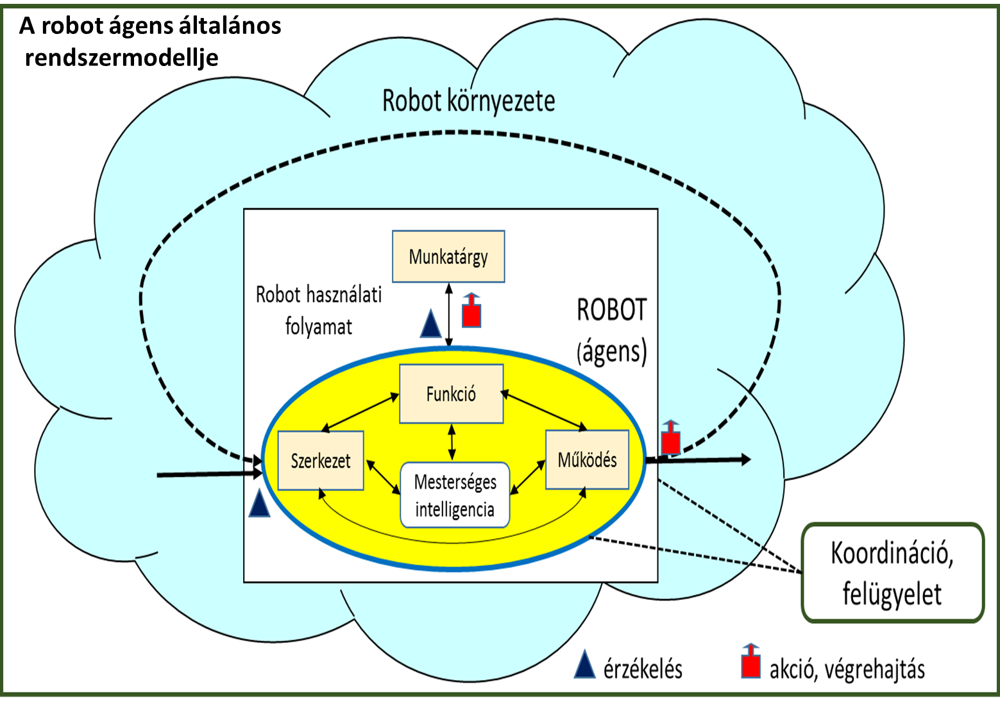 A robot ágens általános
rendszermodellje
Robot környezete
Munkatárgy
Robot használati
folyamat
ROBOT
(ágens)
Funkció
Szerkezet
Működés
Mesterséges
intelligencia
Koordináció,
felügyelet
érzékelés
akció, végrehajtás